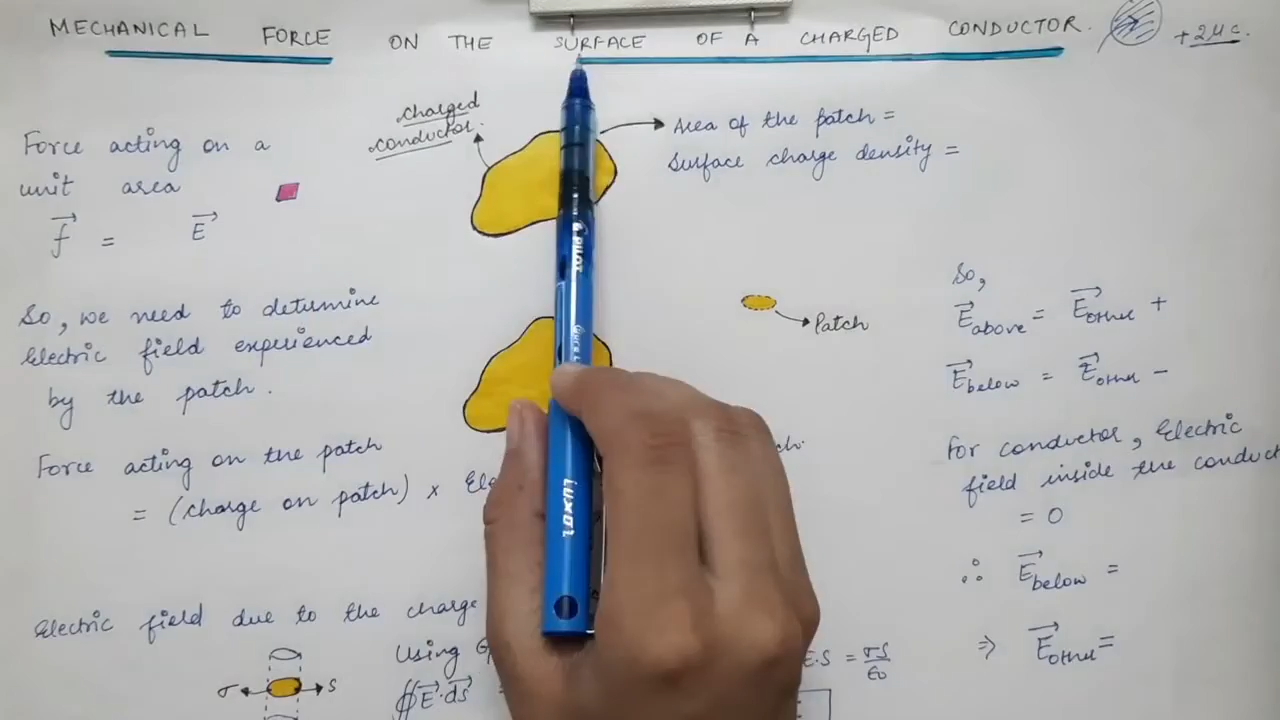 MECHANICAL FORCE ON THE SURFACE OF A CHARGED CONDUCTOR.
+2μc.
charged
conductor.
Area of the patch =
Surface charge density =
Force acting on a
unit area
f⃗ = E⃗
So, we need to determine
Electric field experienced
by the patch.
Patch
So,
E⃗above = E⃗other +
E⃗below = E⃗other -
Force acting on the patch
= (charge on patch) ×
For conductor, Electric
field inside the conduct
= 0
∴ E⃗below =
⇒ E⃗other =
Electric field due to the charge
Using
σ S
∮E⃗·ds⃗ =
E.S = σS/ε0
PILOT
LUXOR